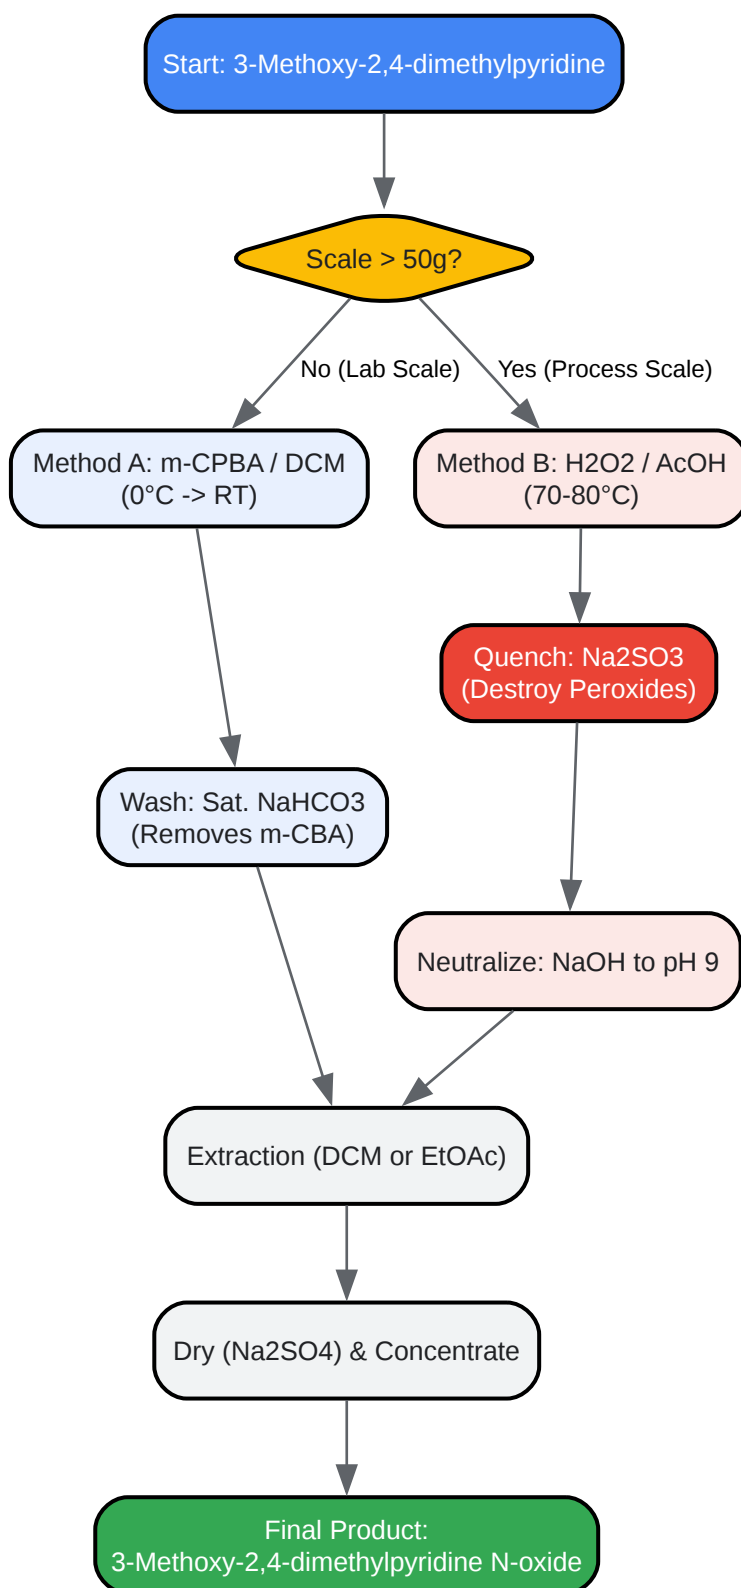 Start: 3-Methoxy-2,4-dimethylpyridine
Scale > 50g?
No (Lab Scale)
Yes (Process Scale)
Method A: m-CPBA / DCM
(0°C -> RT)
Method B: H2O2 / AcOH
(70-80°C)
Quench: Na2SO3
(Destroy Peroxides)
Wash: Sat. NaHCO3
(Removes m-CBA)
Neutralize: NaOH to pH 9
Extraction (DCM or EtOAc)
Dry (Na2SO4) & Concentrate
Final Product:
3-Methoxy-2,4-dimethylpyridine N-oxide